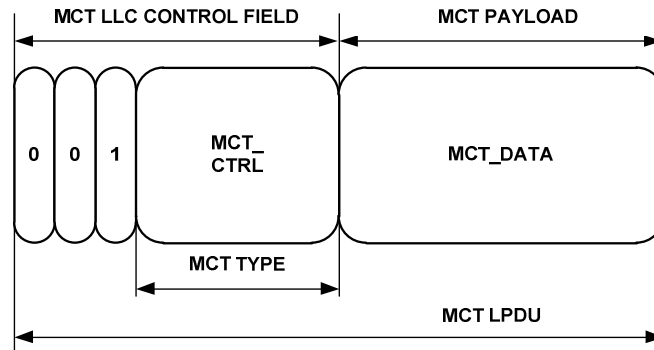 MCT LLC CONTROL FIELD
MCT PAYLOAD
0 0 1
MCT_
CTRL
MCT_DATA
MCT TYPE
MCT LPDU